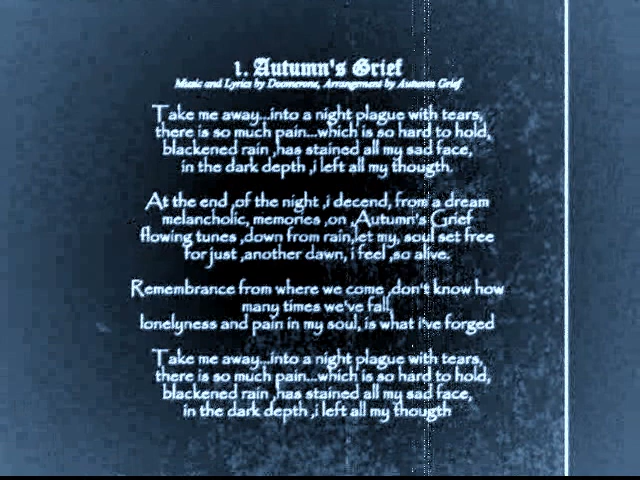 1. Autumn's Grief
Music and Lyrics by Doomerons, Arrangement by Autumn Grief
Take me away...into a night plague with tears,
there is so much pain...which is so hard to hold,
blackened rain ,has stained all my sad face,
in the dark depth ,i left all my thougth.
At the end ,of the night ,i decend, from a dream
melancholic, memories ,on ,Autumn's Grief
flowing tunes ,down from rain,let my, soul set free
for just ,another dawn, i feel ,so alive.
Remembrance from where we come ,don't know how
many times we've fall,
lonelyness and pain in my soul, is what i've forged
Take me away...into a night plague with tears,
there is so much pain...which is so hard to hold,
blackened rain ,has stained all my sad face,
in the dark depth ,i left all my thougth